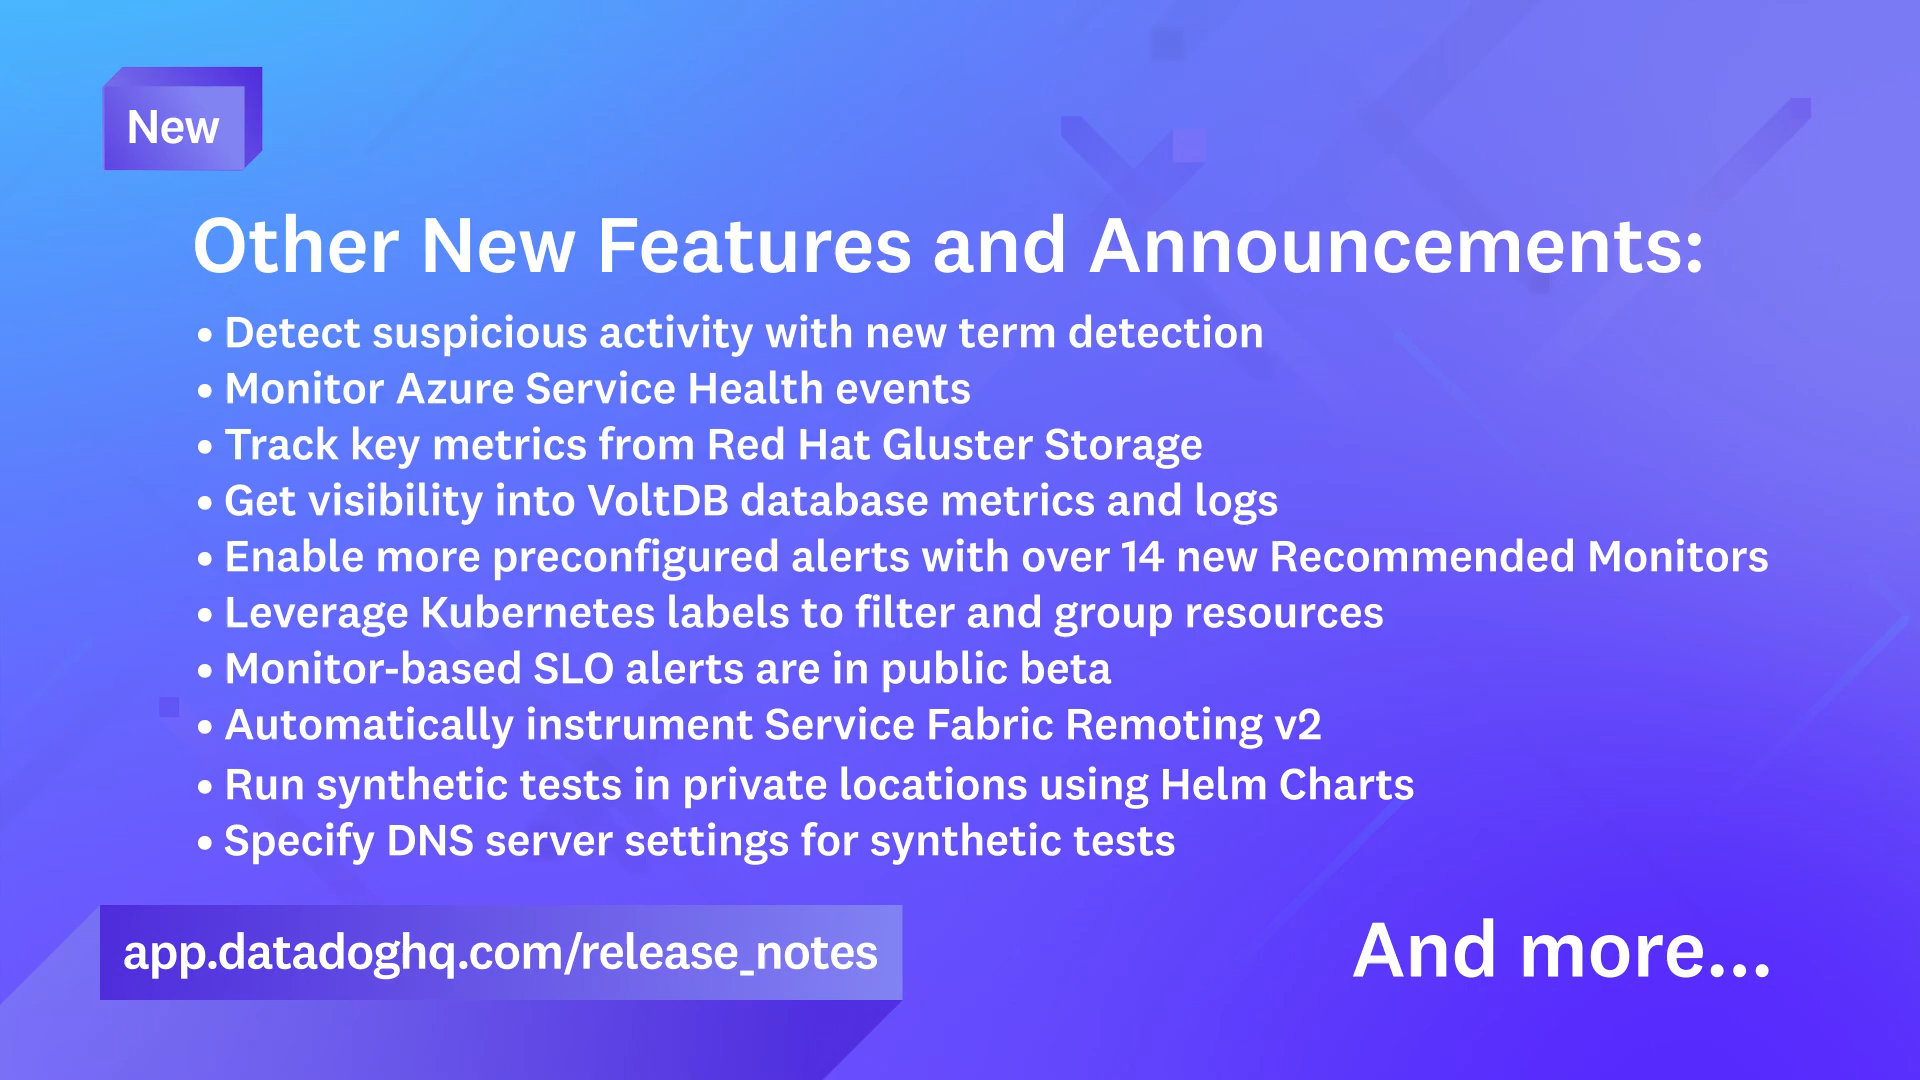 New
Other New Features and Announcements:
• Detect suspicious activity with new term detection
• Monitor Azure Service Health events
• Track key metrics from Red Hat Gluster Storage
• Get visibility into VoltDB database metrics and logs
• Enable more preconfigured alerts with over 14 new Recommended Monitors
• Leverage Kubernetes labels to filter and group resources
• Monitor-based SLO alerts are in public beta
• Automatically instrument Service Fabric Remoting v2
• Run synthetic tests in private locations using Helm Charts
• Specify DNS server settings for synthetic tests
app.datadoghq.com/release_notes
And more...